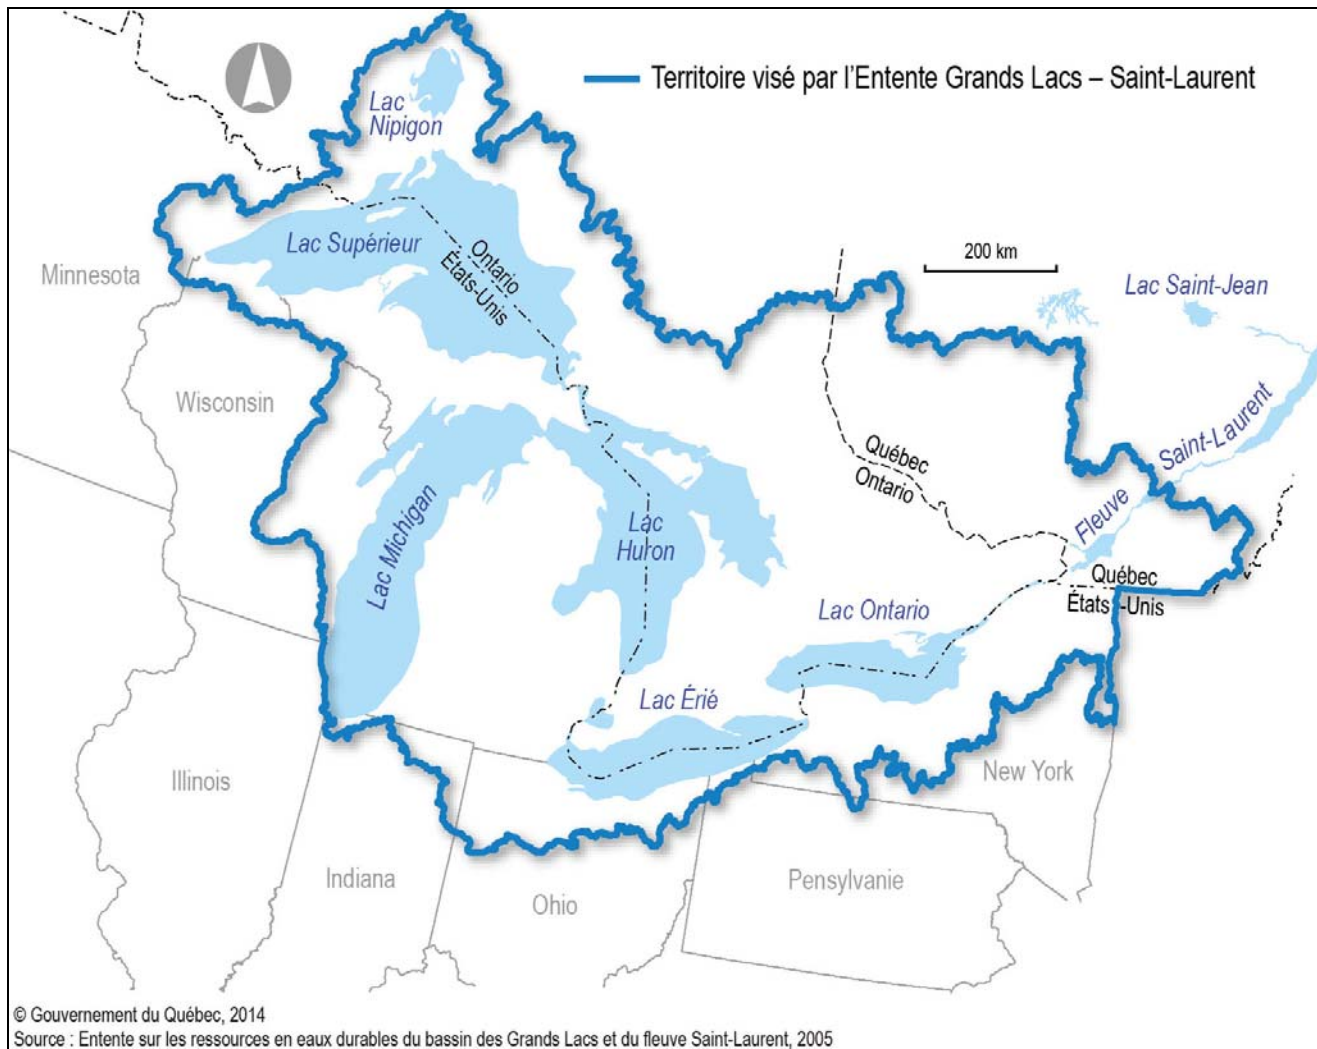 Territoire visé par l'Entente Grands Lacs – Saint-Laurent
Lac
Nipigon
Lac Supérieur
Ontario
États-Unis
200 km
Lac Saint-Jean
Minnesota
Wisconsin
Lac Michigan
Lac
Huron
Québec
Ontario
Fleuve
Saint-Laurent
Québec
États-Unis
Lac Ontario
Lac Érié
Illinois
Indiana
Ohio
Pensylvanie
New York
© Gouvernement du Québec, 2014
Source : Entente sur les ressources en eaux durables du bassin des Grands Lacs et du fleuve Saint-Laurent, 2005